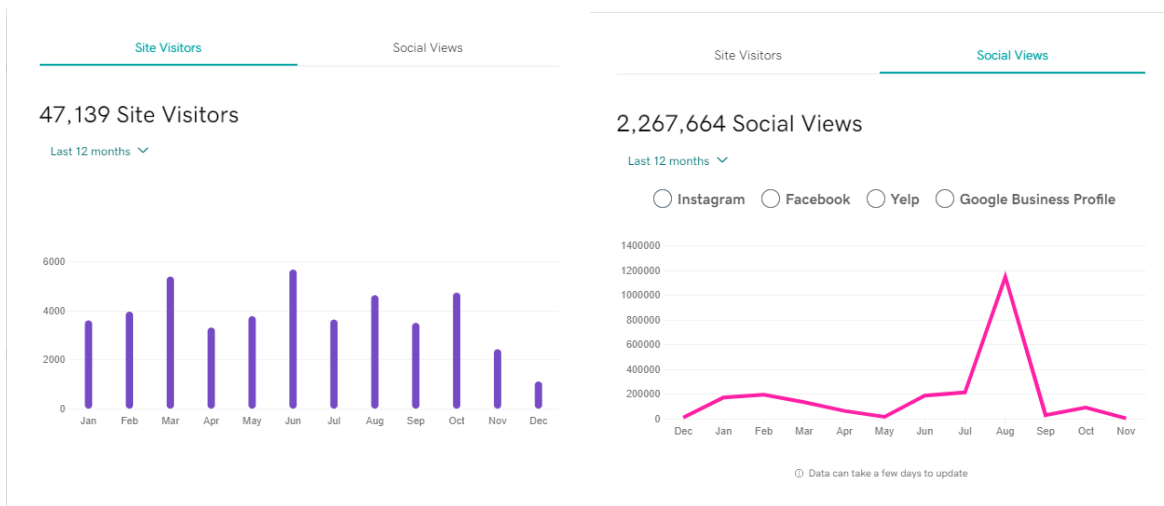 Site Visitors Social Views
47,139 Site Visitors
Last 12 months
6000
4000
2000
0
Jan Feb Mar Apr May Jun Jul Aug Sep Oct Nov Dec
Site Visitors Social Views
2,267,664 Social Views
Last 12 months
Instagram Facebook Yelp Google Business Profile
1400000
1200000
1000000
800000
600000
400000
200000
0
Dec Jan Feb Mar Apr May Jun Jul Aug Sep Oct Nov
Data can take a few days to update